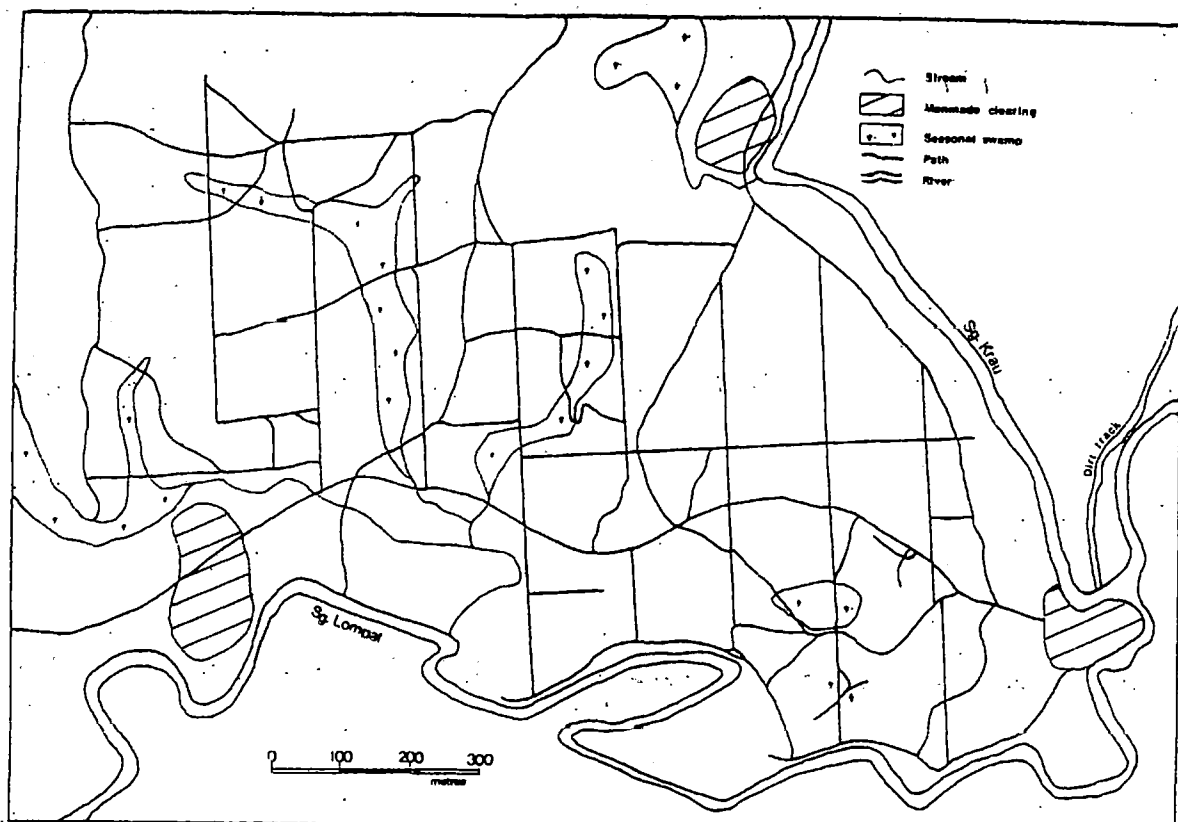 Stream
Manmade clearing
Seasonal swamp
Path
River
Sg. Krau
Dirt track
Sg. Lompat
0 100 200 300
metres